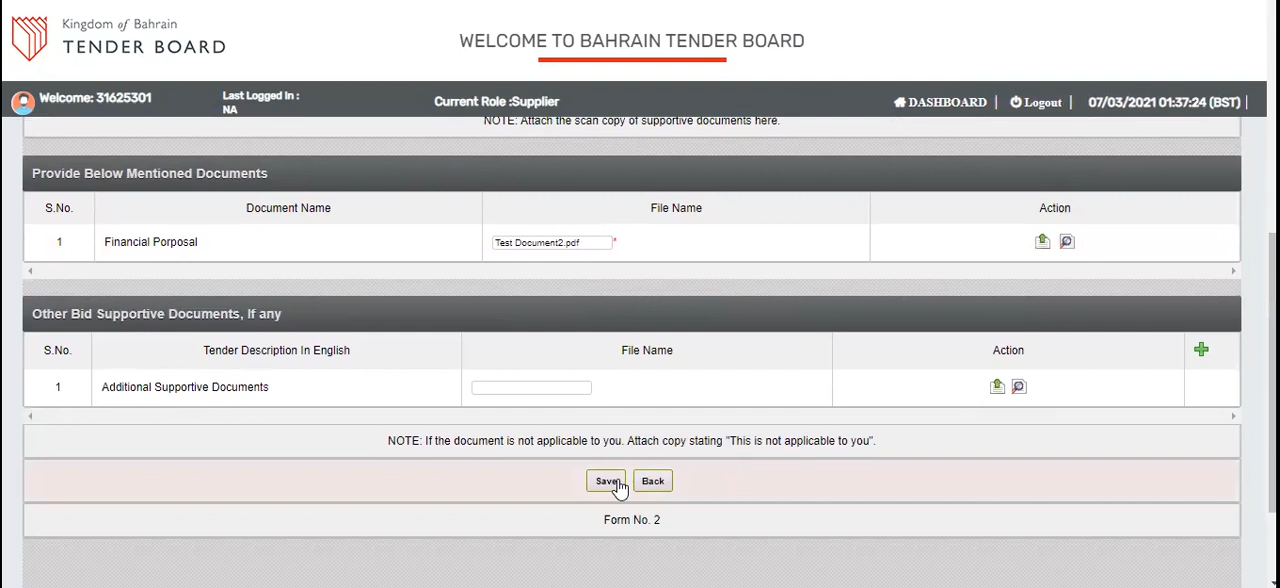 Kingdom of Bahrain
TENDER BOARD
WELCOME TO BAHRAIN TENDER BOARD
Welcome: 31625301
Last Logged In :
NA
Current Role :Supplier
DASHBOARD | Logout | 07/03/2021 01:37:24 (BST) |
NOTE: Attach the scan copy of supportive documents here.
Provide Below Mentioned Documents
S.No. Document Name File Name Action
1 Financial Porposal Test Document2.pdf *
Other Bid Supportive Documents, If any
S.No. Tender Description In English File Name Action
1 Additional Supportive Documents
NOTE: If the document is not applicable to you. Attach copy stating "This is not applicable to you".
Save Back
Form No. 2